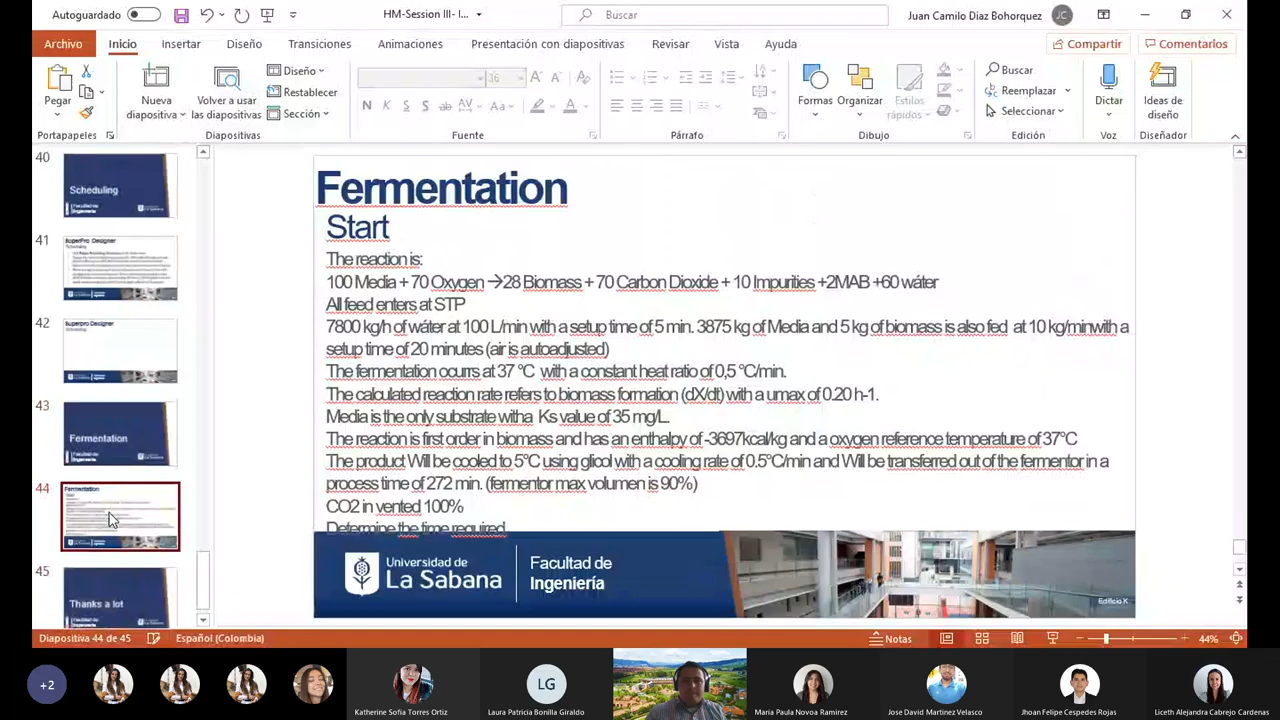 Autoguardado
HM-Session III- I...
Buscar
Juan Camilo Diaz Bohorquez
JC
Archivo
Inicio
Insertar
Diseño
Transiciones
Animaciones
Presentación con diapositivas
Revisar
Vista
Ayuda
Compartir
Comentarios
Pegar
Nueva diapositiva
Volver a usar las diapositivas
Diseño
Restablecer
Sección
36
N K S S ab AV Aa A
Formas
Organizar
Estilos rápidos
Buscar
Reemplazar
Seleccionar
Dictar
Ideas de diseño
Portapapeles
Diapositivas
Fuente
Párrafo
Dibujo
Edición
Voz
Diseñador
40
Scheduling
Facultad de
Ingeniería
41
SuperPro Designer
Scheduling
42
Superpro Designer
Scheduling
43
Fermentation
44
Fermentation
45
Thanks a lot
Fermentation
Start
The reaction is:
100 Media + 70 Oxygen →28 Biomass + 70 Carbon Dioxide + 10 Impurities +2MAB +60 wáter
All feed enters at STP
7800 kg/h of wáter at 100 L/min with a setup time of 5 min. 3875 kg of Media and 5 kg of biomass is also fed at 10 kg/minwith a
setup time of 20 minutes (air is autoadjusted)
The fermentation ocurrs at 37 °C with a constant heat ratio of 0,5 °C/min.
The calculated reaction rate refers to biomass formation (dX/dt) with a umax of 0.20 h-1.
Media is the only substrate witha Ks value of 35 mg/L.
The reaction is first order in biomass and has an enthalpy of -3697kcal/kg and a oxygen reference temperature of 37°C
The product Will be cooled to 5°C using glicol with a cooling rate of 0.5°C/min and Will be transferred out of the fermentor in a
process time of 272 min. (fermentor max volumen is 90%)
CO2 in vented 100%
Determine the time required
Universidad de
La Sabana
Facultad de
Ingeniería
Edificio K
Diapositiva 44 de 45
Español (Colombia)
Notas
44%
+2
Katherine Sofia Torres Ortiz
LG
Laura Patricia Bonilla Giraldo
Maria Paula Novoa Ramirez
Jose David Martinez Velasco
Jhoan Felipe Cespedes Rojas
Liceth Alejandra Cabrejo Cardenas